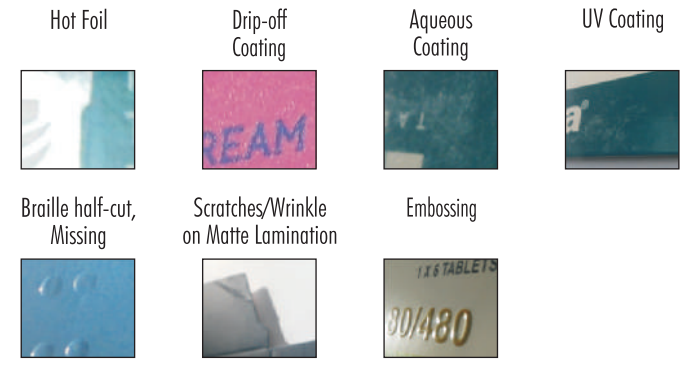 Hot Foil
Drip-off
Coating
Aqueous
Coating
UV Coating
REAM
a
Braille half-cut,
Missing
Scratches/Wrinkle
on Matte Lamination
Embossing
1 X 6 TABLETS
80/480